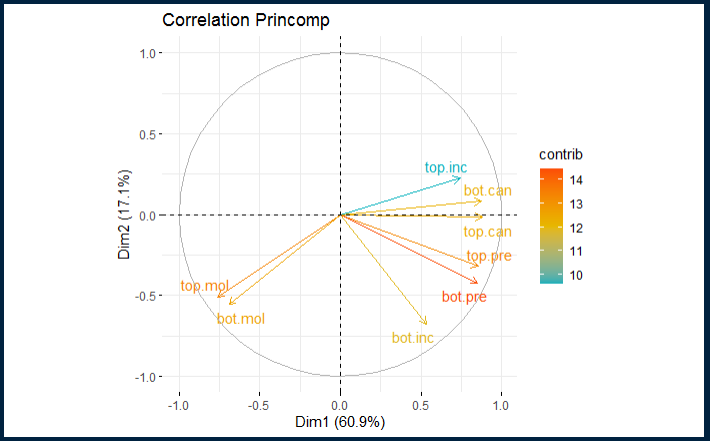 Correlation Princomp
1.0
0.5
0.0
-0.5
-1.0
Dim2 (17.1%)
top.inc
bot.can
top.can
top.pre
bot.pre
top.mol
bot.mol
bot.inc
-1.0
-0.5
0.0
0.5
1.0
Dim1 (60.9%)
contrib
14
13
12
11
10